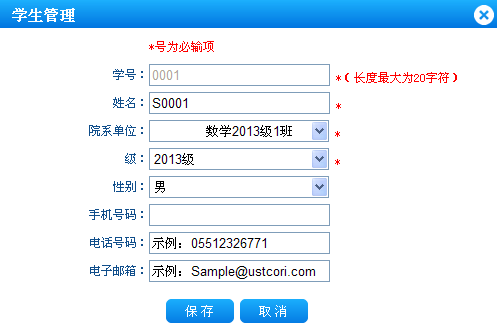 学生管理
*号为必输项
学号： 0001 *（长度最大为20字符）
姓名： S0001 *
院系单位： 数学2013级1班 *
级： 2013级 *
性别： 男
手机号码：
电话号码： 示例：05512326771
电子邮箱： 示例：Sample@ustcori.com
保存 取消